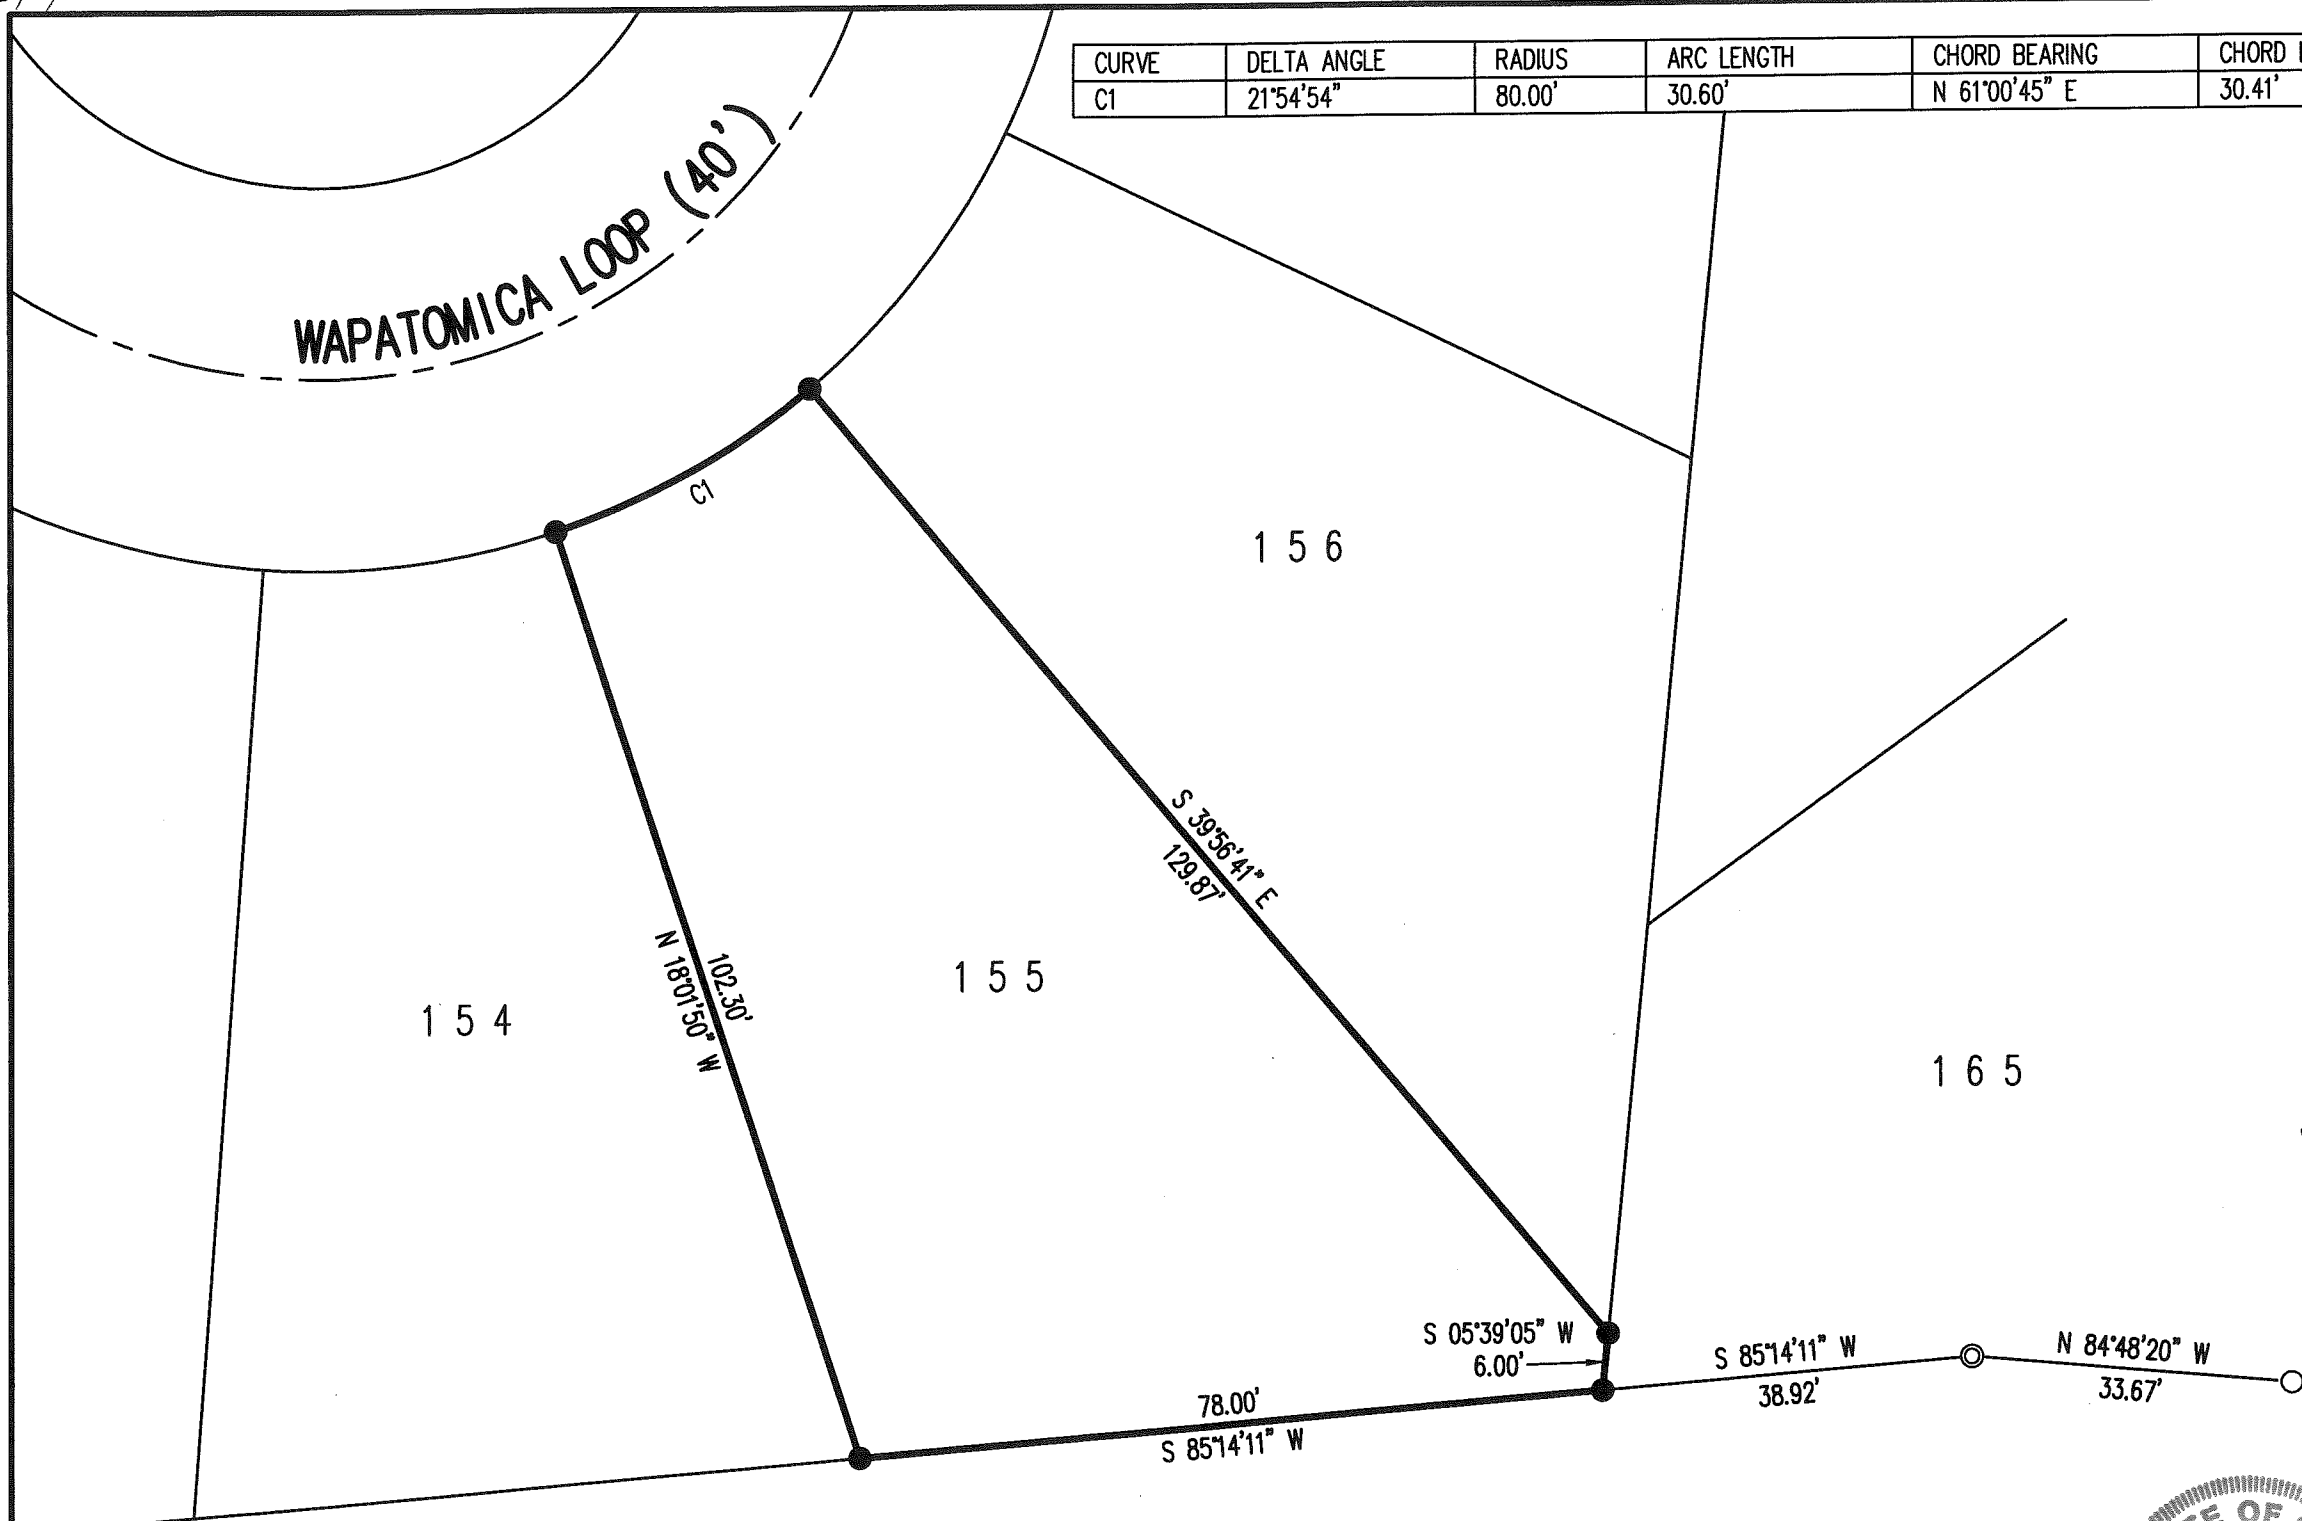 CURVE DELTA ANGLE RADIUS ARC LENGTH CHORD BEARING CHORD
C1 21°54'54" 80.00' 30.60' N 61°00'45" E 30.41'
WAPATOMICA LOOP (40')
C1
156
S 39°56'41" E
129.87'
102.30'
N 18°01'50" W
155
154
165
S 05°39'05" W
6.00'
S 85°14'11" W
38.92'
N 84°48'20" W
33.67'
78.00'
S 85°14'11" W
OF